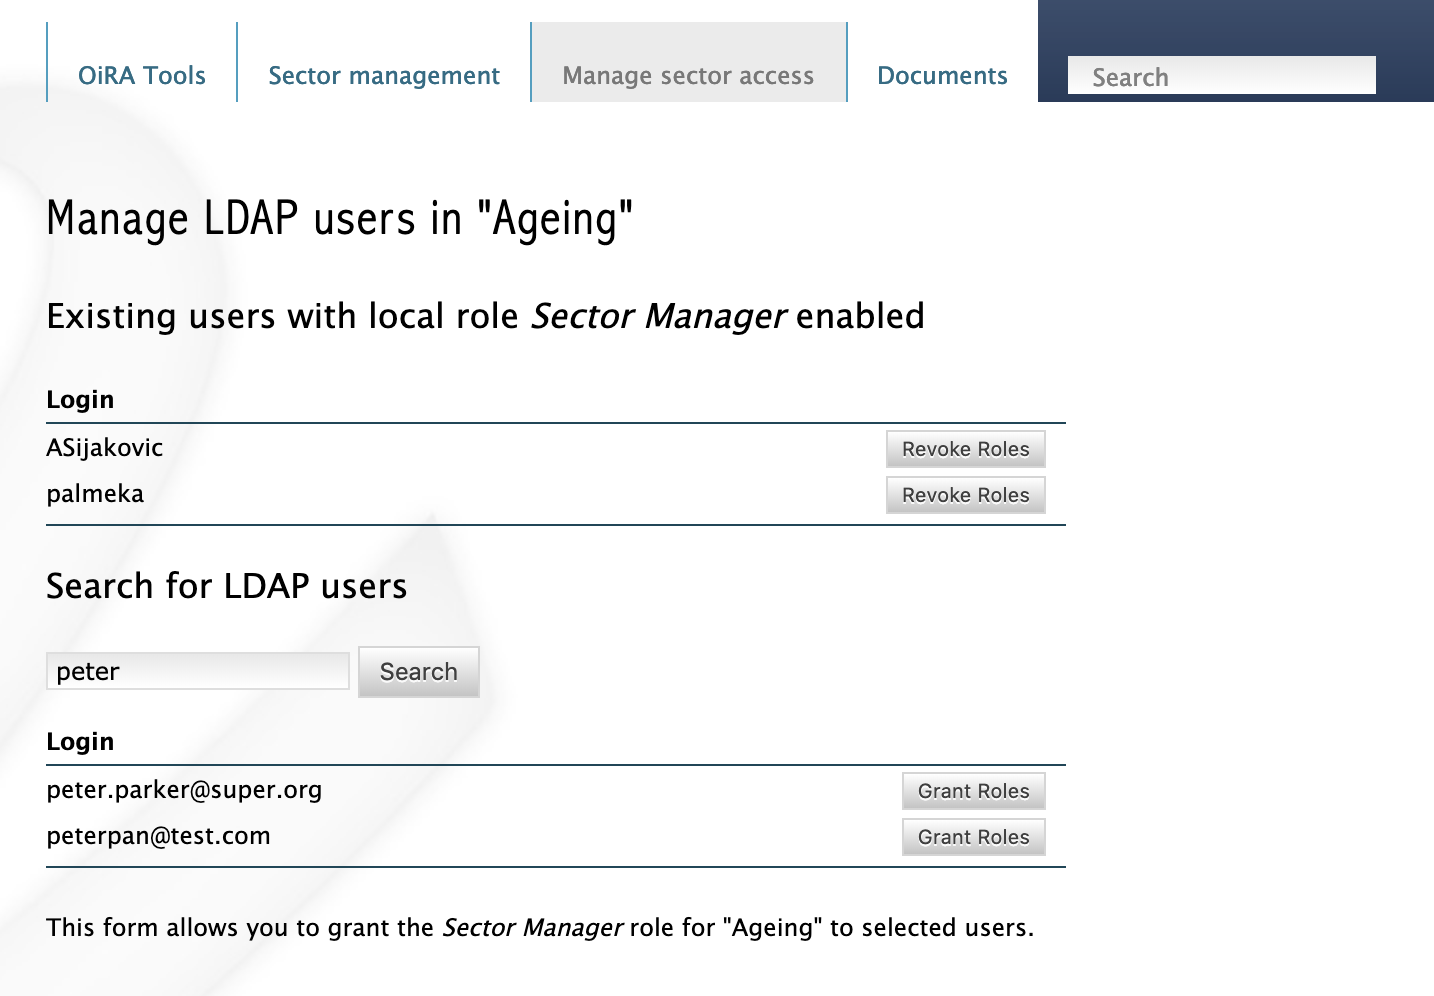 OiRA Tools
Sector management
Manage sector access
Documents
Search
Manage LDAP users in "Ageing"
Existing users with local role Sector Manager enabled
Login
ASijakovic Revoke Roles
palmeka Revoke Roles
Search for LDAP users
peter Search
Login
peter.parker@super.org Grant Roles
peterpan@test.com Grant Roles
This form allows you to grant the Sector Manager role for "Ageing" to selected users.